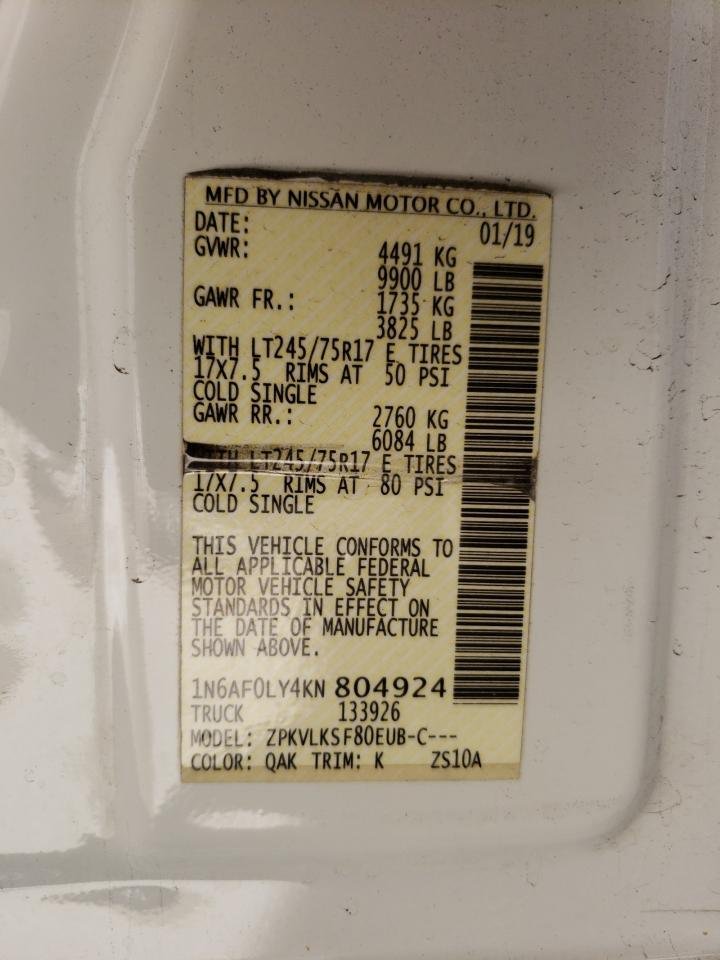 MFD BY NISSAN MOTOR CO., LTD.
DATE: 01/19
GVWR: 4491 KG
9900 LB
GAWR FR.: 1735 KG
3825 LB
WITH LT245/75R17 E TIRES
17X7.5 RIMS AT 50 PSI
COLD SINGLE
GAWR RR.: 2760 KG
6084 LB
WITH LT245/75R17 E TIRES
17X7.5 RIMS AT 80 PSI
COLD SINGLE
THIS VEHICLE CONFORMS TO
ALL APPLICABLE FEDERAL
MOTOR VEHICLE SAFETY
STANDARDS IN EFFECT ON
THE DATE OF MANUFACTURE
SHOWN ABOVE.
1N6AF0LY4KN 804924
TRUCK 133926
MODEL: ZPKVLKSF80EUB-C---
COLOR: QAK TRIM: K ZS10A